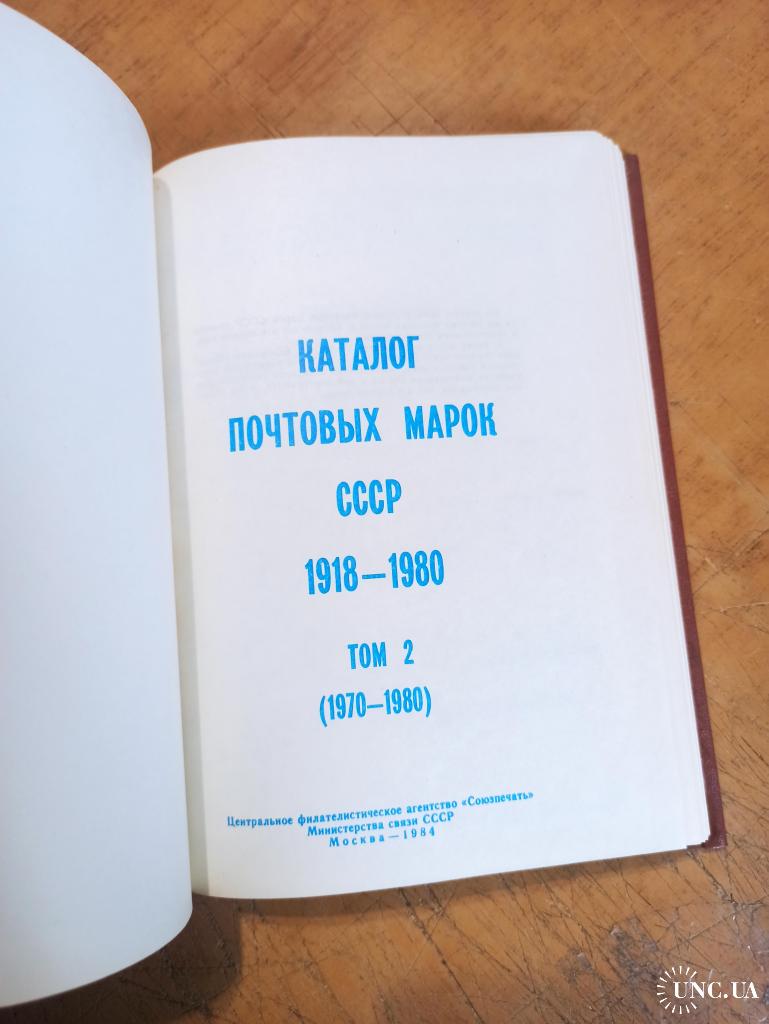 КАТАЛОГ
ПОЧТОВЫХ МАРОК
СССР
1918—1980
ТОМ 2
(1970—1980)
Центральное филателистическое агентство «Союзпечать»
Министерства связи СССР
Москва — 1984
UNC.UA